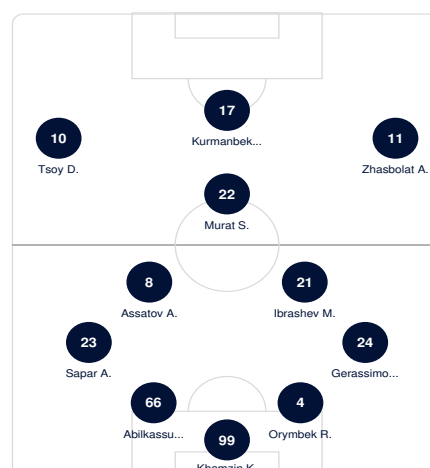 17
Kurmanbek...
10
Tsoy D.
11
Zhasbolat A.
22
Murat S.
8
Assatov A.
21
Ibrashev M.
23
Sapar A.
24
Gerassimo...
66
Abilkassu...
4
Orymbek R.
99
Khamzin K.